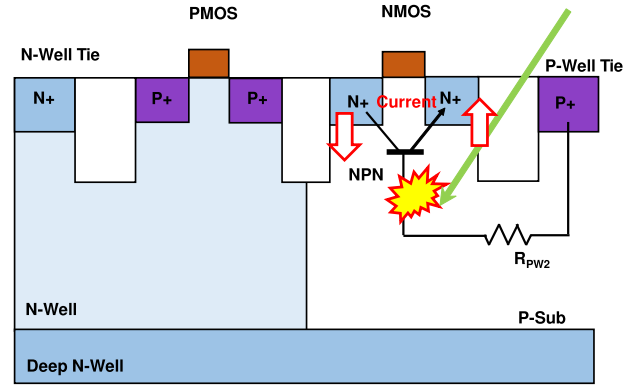 PMOS
NMOS
N-Well Tie
P-Well Tie
N+
P+
P+
N+
Current
N+
P+
NPN
RPW2
N-Well
P-Sub
Deep N-Well